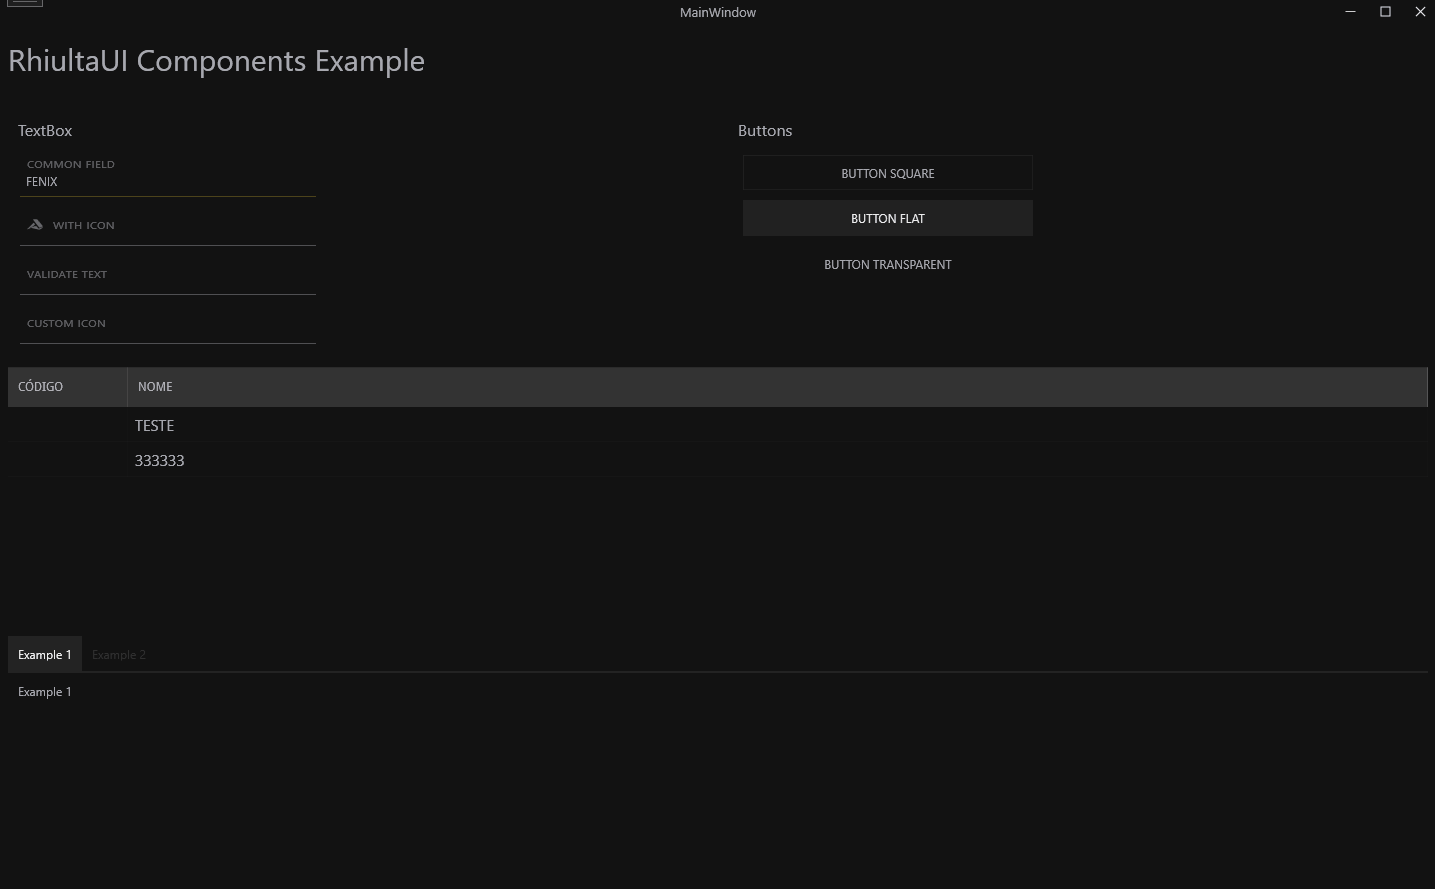 MainWindow
RhiultaUI Components Example
TextBox
COMMON FIELD
FENIX
WITH ICON
VALIDATE TEXT
CUSTOM ICON
Buttons
BUTTON SQUARE
BUTTON FLAT
BUTTON TRANSPARENT
CÓDIGO NOME
TESTE
333333
Example 1 Example 2
Example 1